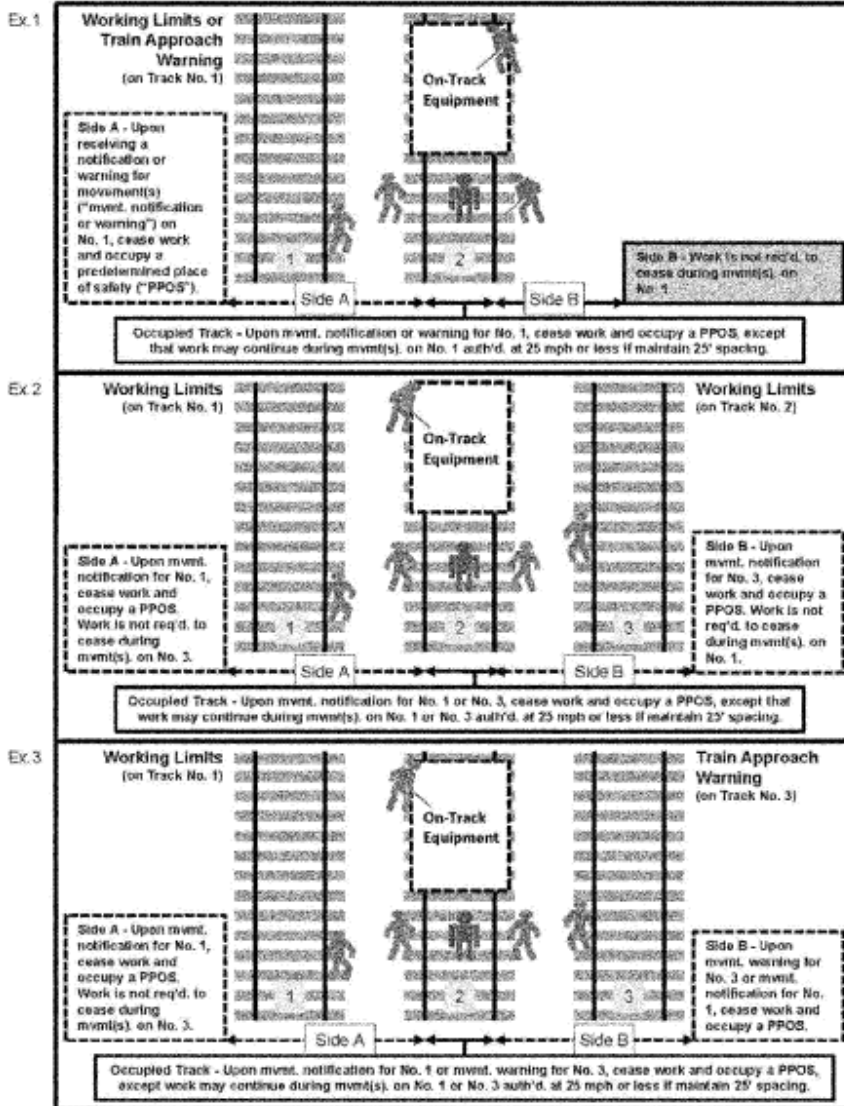 Ex.1
Working Limits or
Train Approach
Warning
(on Track No. 1)
On-Track
Equipment
Side A - Upon
receiving a
notification or
warning for
movement(s)
("mvmt. notification
or warning") on
No. 1, cease work
and occupy a
predetermined place
of safety ("PPOS").
1
2
Side B - Work is not req'd. to
cease during mvmt(s). on
No. 1
Side A
Side B
Occupied Track - Upon mvmt. notification or warning for No. 1, cease work and occupy a PPOS, except
that work may continue during mvmt(s). on No. 1 auth'd. at 25 mph or less if maintain 25' spacing.
Ex.2
Working Limits
(on Track No. 1)
On-Track
Equipment
Working Limits
(on Track No. 2)
Side A - Upon mvmt.
notification for No. 1,
cease work and
occupy a PPOS.
Work is not req'd. to
cease during
mvmt(s). on No. 3.
1
2
3
Side B - Upon
mvmt. notification
for No. 3, cease
work and occupy a
PPOS. Work is not
req'd. to cease
during mvmt(s). on
No. 1.
Side A
Side B
Occupied Track - Upon mvmt. notification for No. 1 or No. 3, cease work and occupy a PPOS, except that
work may continue during mvmt(s). on No. 1 or No. 3 auth'd. at 25 mph or less if maintain 25' spacing.
Ex.3
Working Limits
(on Track No. 1)
On-Track
Equipment
Train Approach
Warning
(on Track No. 3)
Side A - Upon mvmt.
notification for No. 1,
cease work and
occupy a PPOS.
Work is not req'd. to
cease during
mvmt(s). on No. 3.
1
2
3
Side B - Upon
mvmt. warning for
No. 3 or mvmt.
notification for No.
1, cease work and
occupy a PPOS.
Side A
Side B
Occupied Track - Upon mvmt. notification for No. 1 or mvmt. warning for No. 3, cease work and occupy a PPOS,
except work may continue during mvmt(s). on No. 1 or No. 3 auth'd. at 25 mph or less if maintain 25' spacing.